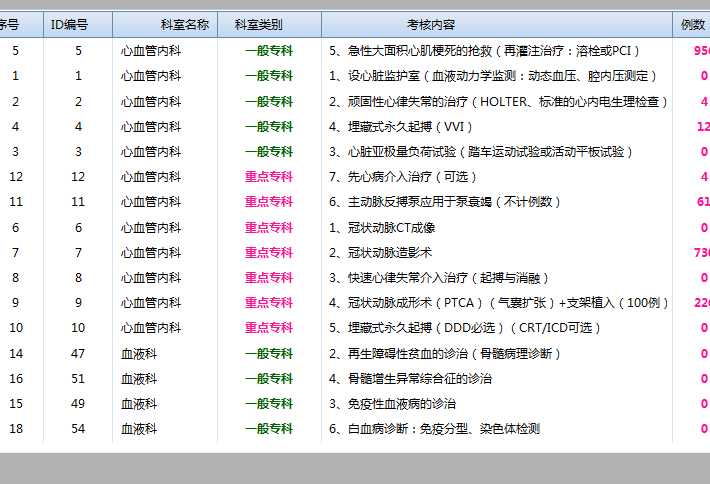 序号 ID编号 科室名称 科室类别 考核内容 例数
5 5 心血管内科 一般专科 5、急性大面积心肌梗死的抢救（再灌注治疗：溶栓或PCI）
1 1 心血管内科 一般专科 1、设心脏监护室（血液动力学监测：动态血压、腔内压测定） 0
2 2 心血管内科 一般专科 2、顽固性心律失常的治疗（HOLTER、标准的心内电生理检查） 4
4 4 心血管内科 一般专科 4、埋藏式永久起搏（VVI） 12
3 3 心血管内科 一般专科 3、心脏亚极量负荷试验（踏车运动试验或活动平板试验） 0
12 12 心血管内科 重点专科 7、先心病介入治疗（可选） 4
11 11 心血管内科 重点专科 6、主动脉反搏泵应用于泵衰竭（不计例数） 61
6 6 心血管内科 重点专科 1、冠状动脉CT成像 0
7 7 心血管内科 重点专科 2、冠状动脉造影术
8 8 心血管内科 重点专科 3、快速心律失常介入治疗（起搏与消融） 0
9 9 心血管内科 重点专科 4、冠状动脉成形术（PTCA）（气囊扩张）+支架植入（100例）
10 10 心血管内科 重点专科 5、埋藏式永久起搏（DDD必选）（CRT/ICD可选） 0
14 47 血液科 一般专科 2、再生障碍性贫血的诊治（骨髓病理诊断） 0
16 51 血液科 一般专科 4、骨髓增生异常综合征的诊治 0
15 49 血液科 一般专科 3、免疫性血液病的诊治 0
18 54 血液科 一般专科 6、白血病诊断：免疫分型、染色体检测 0